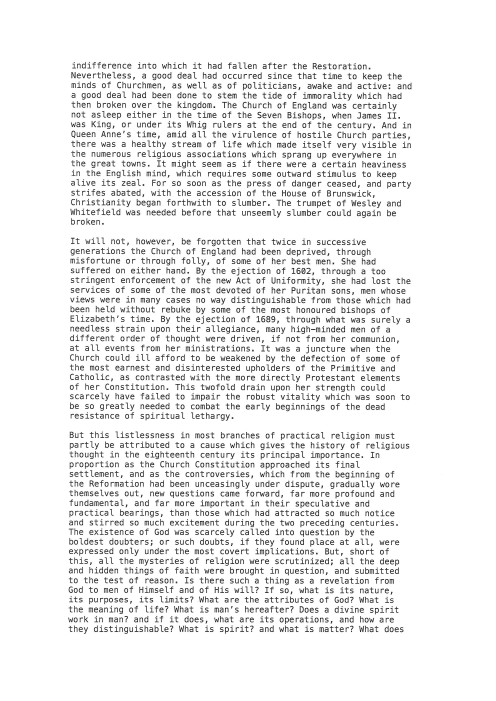 indifference into which it had fallen after the Restoration.
Nevertheless, a good deal had occurred since that time to keep the
minds of Churchmen, as well as of politicians, awake and active: and
a good deal had been done to stem the tide of immorality which had
then broken over the kingdom. The Church of England was certainly
not asleep either in the time of the Seven Bishops, when James II.
was King, or under its Whig rulers at the end of the century. And in
Queen Anne's time, amid all the virulence of hostile Church parties,
there was a healthy stream of life which made itself very visible in
the numerous religious associations which sprang up everywhere in
the great towns. It might seem as if there were a certain heaviness
in the English mind, which requires some outward stimulus to keep
alive its zeal. For so soon as the press of danger ceased, and party
strifes abated, with the accession of the House of Brunswick,
Christianity began forthwith to slumber. The trumpet of Wesley and
Whitefield was needed before that unseemly slumber could again be
broken.

It will not, however, be forgotten that twice in successive
generations the Church of England had been deprived, through
misfortune or through folly, of some of her best men. She had
suffered on either hand. By the ejection of 1602, through a too
stringent enforcement of the new Act of Uniformity, she had lost the
services of some of the most devoted of her Puritan sons, men whose
views were in many cases no way distinguishable from those which had
been held without rebuke by some of the most honoured bishops of
Elizabeth's time. By the ejection of 1689, through what was surely a
needless strain upon their allegiance, many high-minded men of a
different order of thought were driven, if not from her communion,
at all events from her ministrations. It was a juncture when the
Church could ill afford to be weakened by the defection of some of
the most earnest and disinterested upholders of the Primitive and
Catholic, as contrasted with the more directly Protestant elements
of her Constitution. This twofold drain upon her strength could
scarcely have failed to impair the robust vitality which was soon to
be so greatly needed to combat the early beginnings of the dead
resistance of spiritual lethargy.

But this listlessness in most branches of practical religion must
partly be attributed to a cause which gives the history of religious
thought in the eighteenth century its principal importance. In
proportion as the Church Constitution approached its final
settlement, and as the controversies, which from the beginning of
the Reformation had been unceasingly under dispute, gradually wore
themselves out, new questions came forward, far more profound and
fundamental, and far more important in their speculative and
practical bearings, than those which had attracted so much notice
and stirred so much excitement during the two preceding centuries.
The existence of God was scarcely called into question by the
boldest doubters; or such doubts, if they found place at all, were
expressed only under the most covert implications. But, short of
this, all the mysteries of religion were scrutinized; all the deep
and hidden things of faith were brought in question, and submitted
to the test of reason. Is there such a thing as a revelation from
God to men of Himself and of His will? If so, what is its nature,
its purposes, its limits? What are the attributes of God? What is
the meaning of life? What is man's hereafter? Does a divine spirit
work in man? and if it does, what are its operations, and how are
they distinguishable? What is spirit? and what is matter? What does